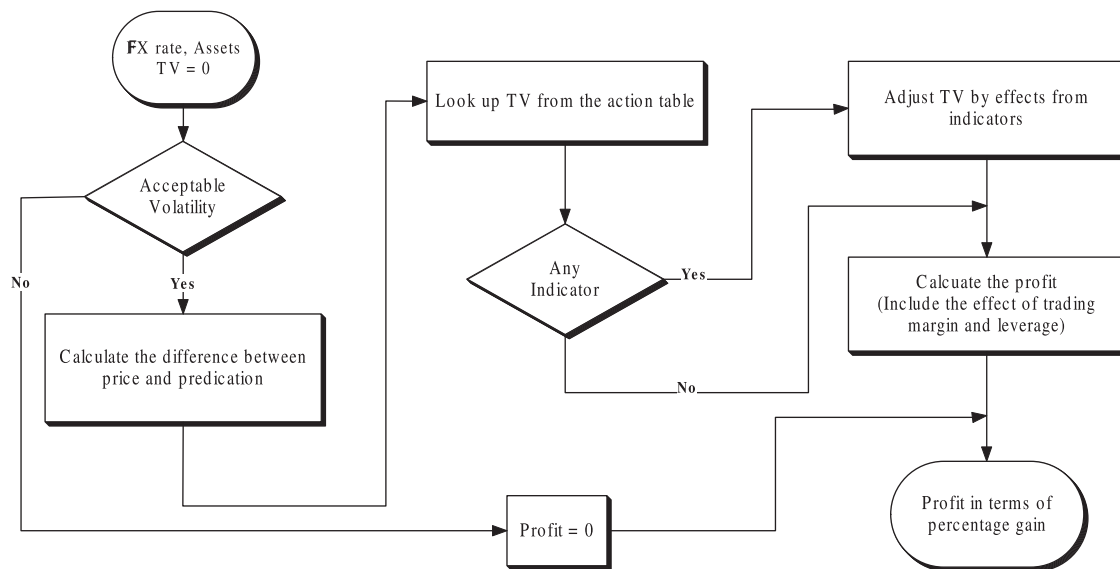 FX rate, Assets
TV = 0
Acceptable
Volatility
No
Yes
Calculate the difference between
price and predication
Look up TV from the action table
Any
Indicator
Yes
No
Adjust TV by effects from
indicators
Calcuate the profit
(Include the effect of trading
margin and leverage)
Profit = 0
Profit in terms of
percentage gain